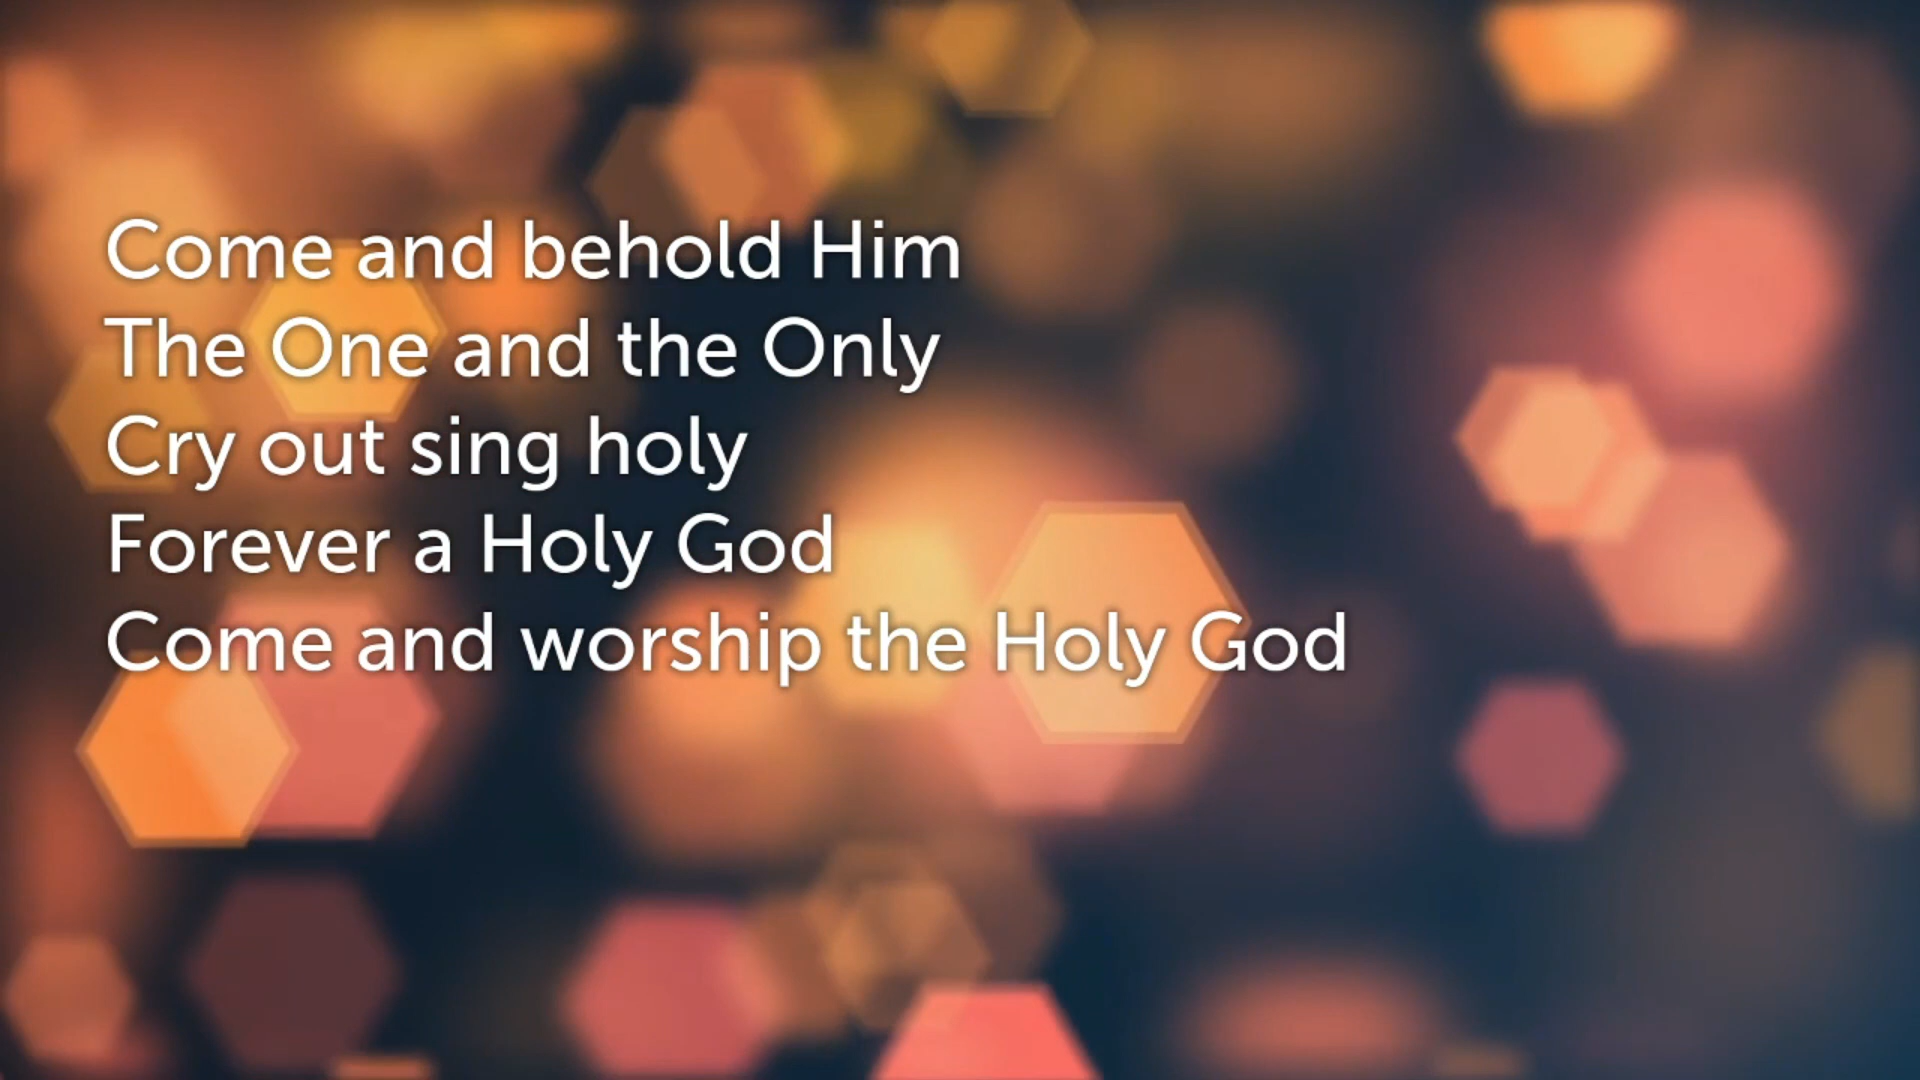 Come and behold Him
The One and the Only
Cry out sing holy
Forever a Holy God
Come and worship the Holy God